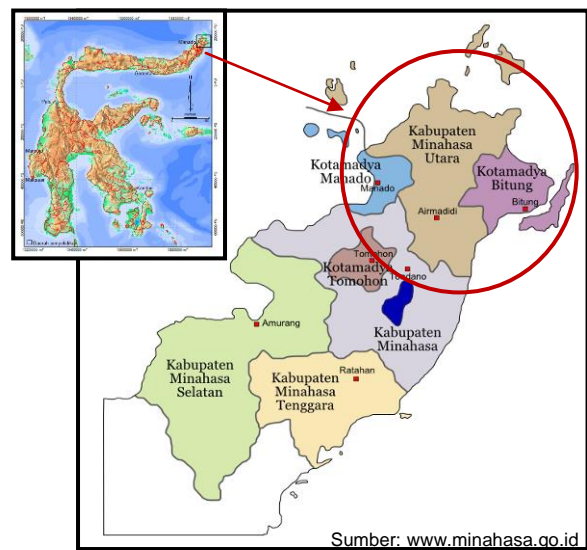 Manado
Kabupaten
Minahasa
Utara
Kotamadya
Manado
Manado
Kotamadya
Bitung
Bitung
Airmadidi
Tomohon
Kotamadya
Tomohon
Tondano
Kabupaten
Minahasa
Amurang
Kabupaten
Minahasa
Selatan
Ratahan
Kabupaten
Minahasa
Tenggara
Sumber: www.minahasa.go.id